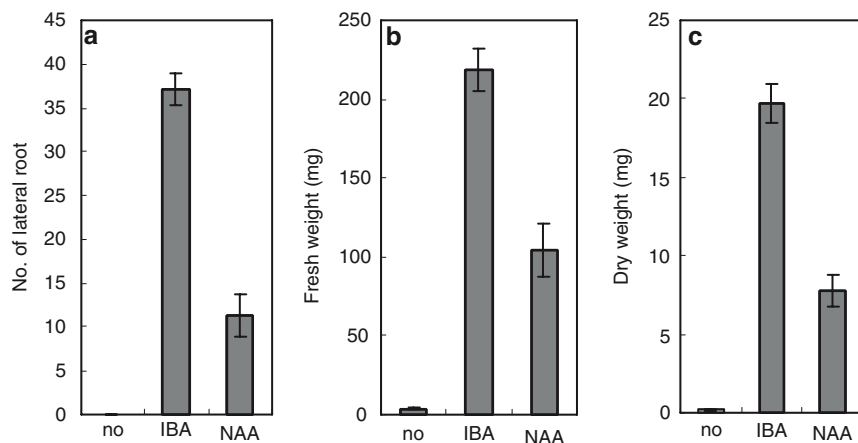 a
No. of lateral root
45
40
35
30
25
20
15
10
5
0
no IBA NAA
b
Fresh weight (mg)
250
200
150
100
50
0
no IBA NAA
c
Dry weight (mg)
25
20
15
10
5
0
no IBA NAA